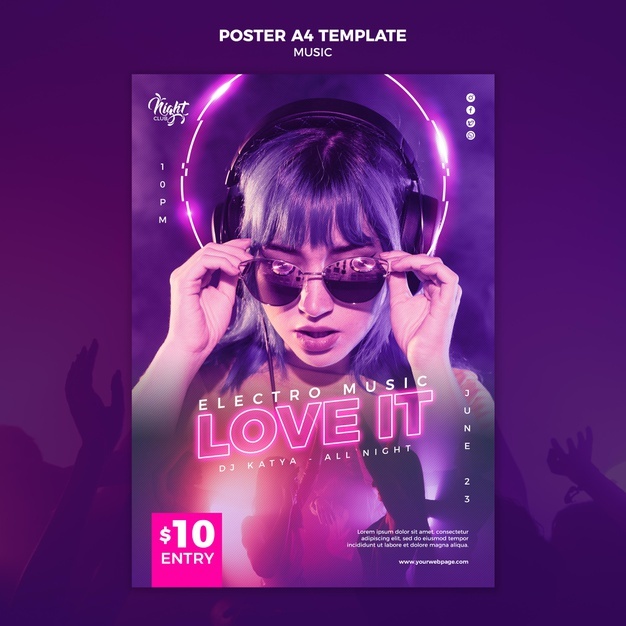 POSTER A4 TEMPLATE
MUSIC
Night
CLUB
10PM
ELECTRO MUSIC
LOVE IT
DJ KATYA - ALL NIGHT
JUNE 23
$10
ENTRY
Lorem ipsum dolor sit amet, consectetur
adipiscing elit, sed do eiusmod tempor
incididunt ut labore et dolore magna aliqua.
www.yourwebpage.com